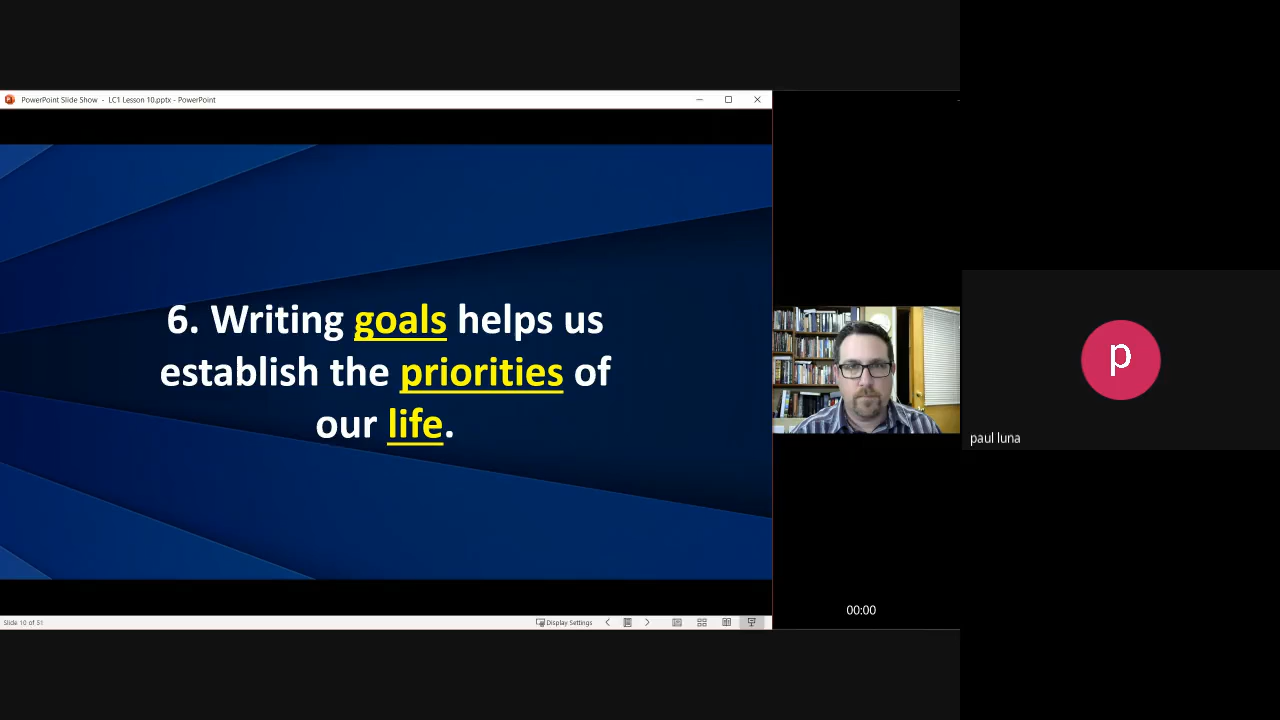 PowerPoint Slide Show - LC1 Lesson 10.pptx - PowerPoint
6. Writing goals helps us
establish the priorities of
our life.
Slide 10 of 51
Display Settings
00:00
p
paul luna